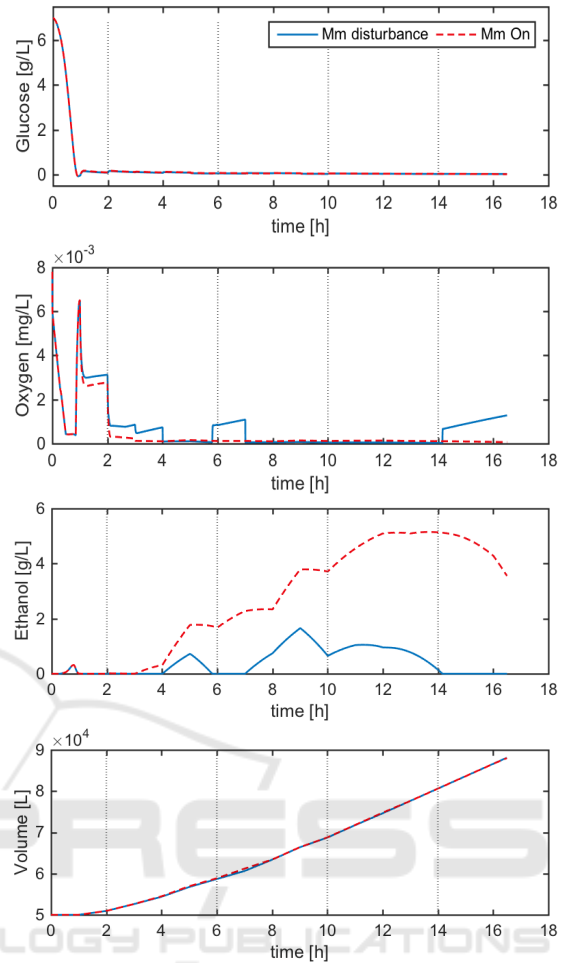 Mm disturbance Mm On
Glucose [g/L]
6
4
2
0
0 2 4 6 8 10 12 14 16 18
time [h]
×10⁻³
Oxygen [mg/L]
8
6
4
2
0
0 2 4 6 8 10 12 14 16 18
time [h]
Ethanol [g/L]
6
4
2
0
0 2 4 6 8 10 12 14 16 18
time [h]
×10⁴
Volume [L]
9
8
7
6
5
0 2 4 6 8 10 12 14 16 18
time [h]
PRESS
LOGY PUBLICATIONS